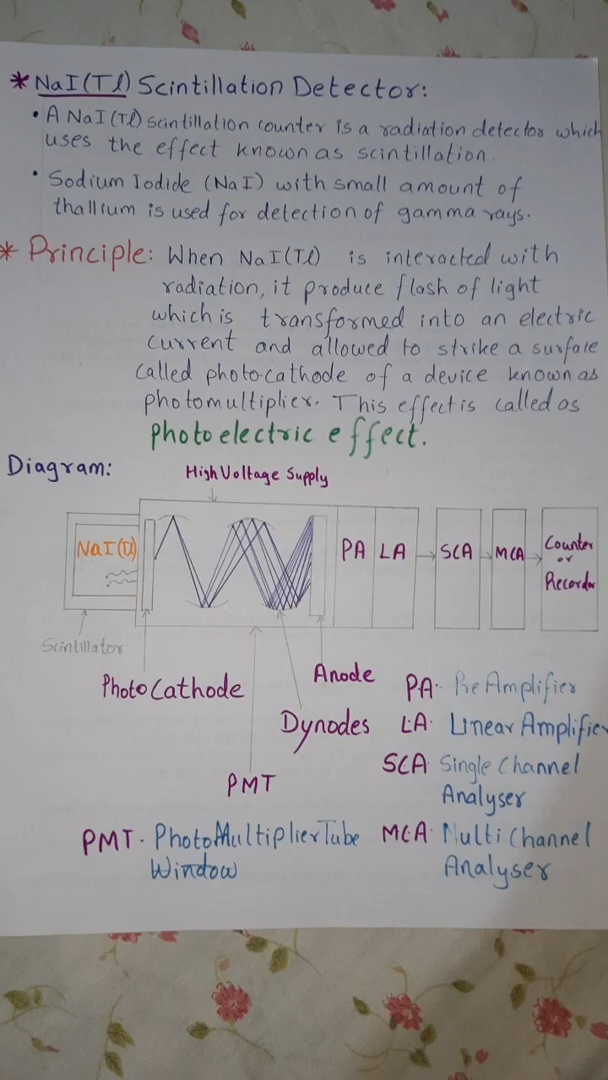 * NaI(Tl) Scintillation Detector:
• A NaI(Tl) scintillation counter is a radiation detector which
uses the effect known as scintillation.
• Sodium Iodide (NaI) with small amount of
thallium is used for detection of gamma rays.
* Principle: When NaI(Tl) is interacted with
radiation, it produce flash of light
which is transformed into an electric
current and allowed to strike a surface
called photo-cathode of a device known as
photomultiplier. This effect is called as
Photoelectric effect.
Diagram:
High Voltage Supply
NaI(Tl)
PA LA SCA MCA Counter
or
Recorder
Scintillator
Photo Cathode
Anode
Dynodes
PMT
PA. Pre Amplifier
LA. Linear Amplifier
SCA Single Channel
Analyser
PMT. PhotoMultiplier Tube
Window
MCA. Multi Channel
Analyser